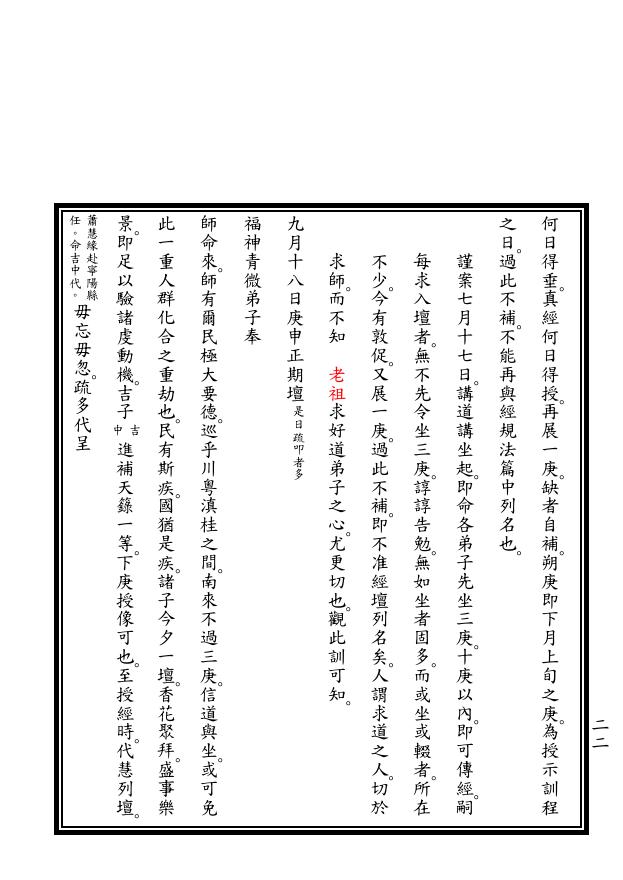 何日得垂。真經何日得授。再展一庚。缺者自補。朔庚即下月上旬之庚。為授示訓程
之日。過此不補。不能再與經規法篇中列名也。
謹案七月十七日。講道講坐起。即命各弟子先坐三庚。十庚以內。即可傳經。嗣
每求入壇者。無不先令坐三庚。諄諄告勉。無如坐者固多。而或坐或輟者。所在
不少。今有敦促。又展一庚。過此不補。即不准經壇列名矣。人謂求道之人。切於
求師。而不知　老祖求好道弟子之心。尤更切也。觀此訓可知。
九月十八日庚申正期壇是日疏叩者多
福神青微弟子奉
師命來。師有爾民極大要德。巡乎川粵滇桂之間。南來不過三庚。信道與坐。或可免
此一重人群化合之重劫也。民有斯疾。國猶是疾。諸子今夕一壇。香花聚拜。盛事樂
景。即足以驗諸虔動機。吉子吉中進補天籙一等。下庚授像可也。至授經時。代慧列壇。
蕭慧緣赴寧陽縣任。命吉中代。毋忘毋忽。疏多代呈
二二